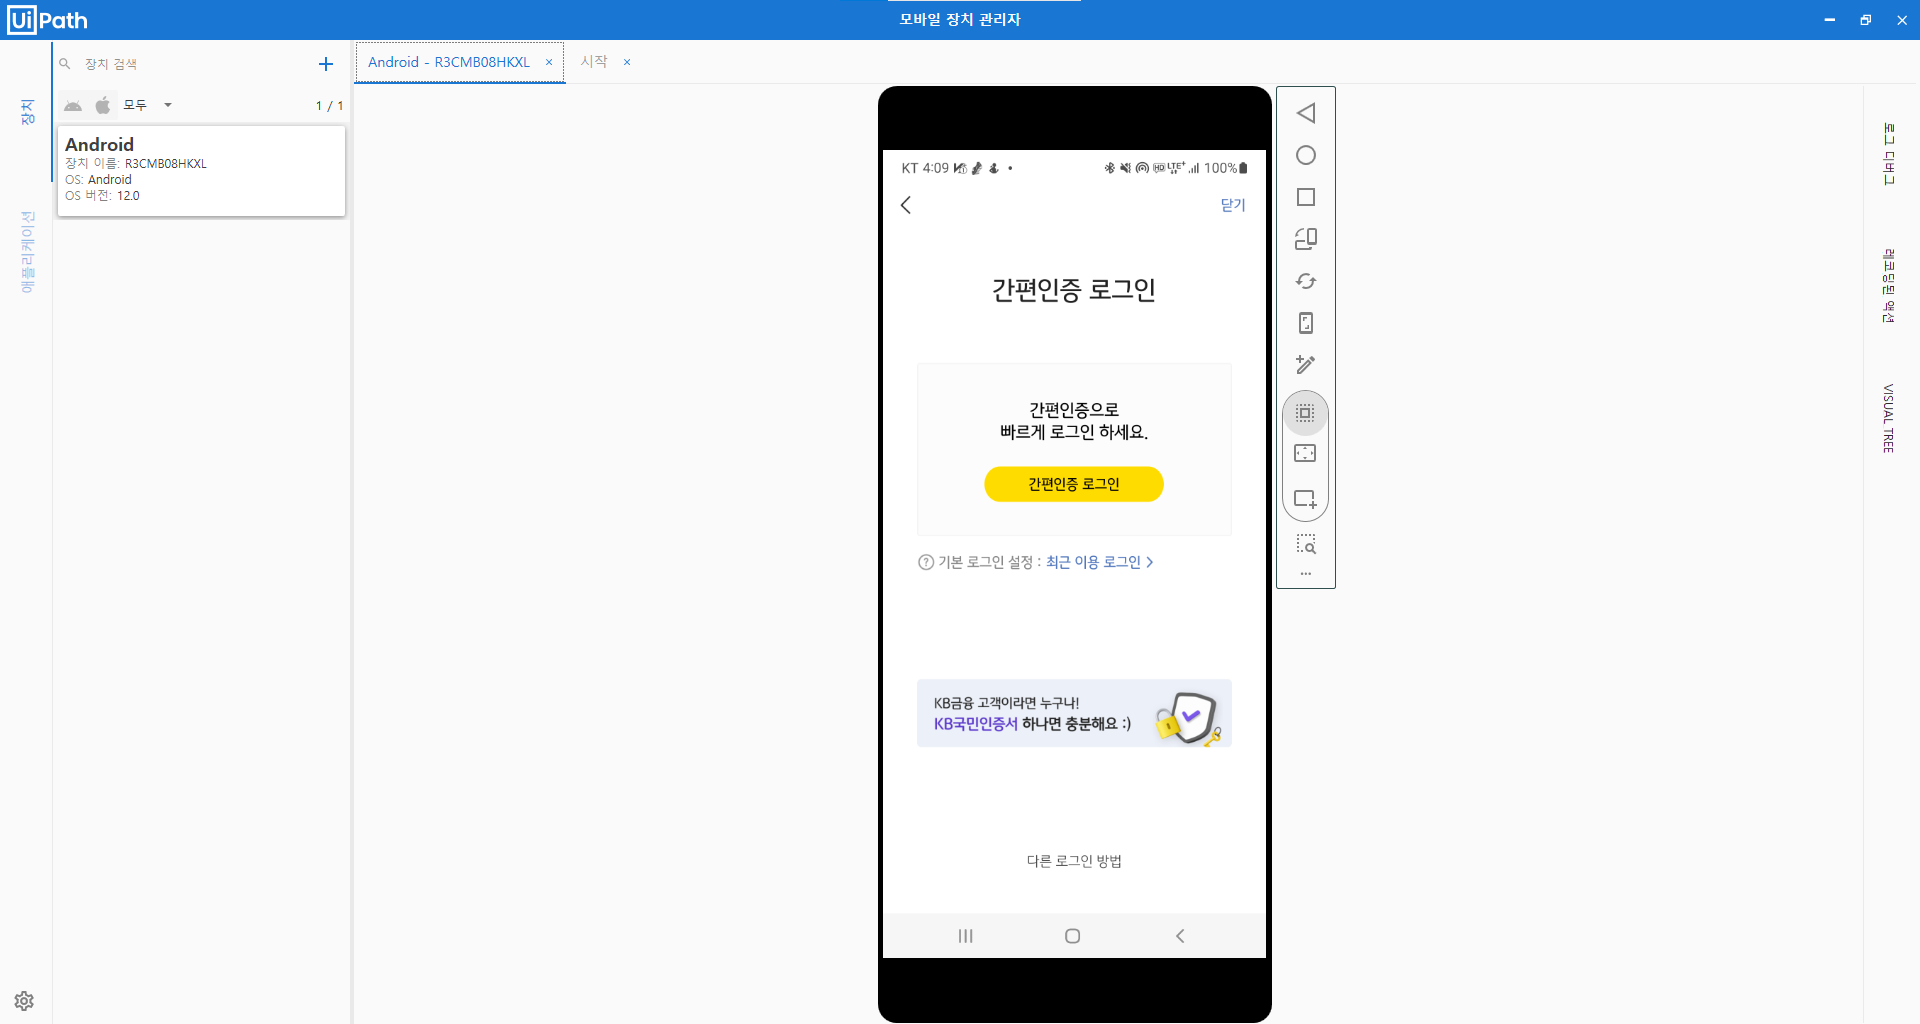 UiPath
모바일 장치 관리자
장치
애플리케이션
장치 검색
모두
1 / 1
Android
장치 이름: R3CMB08HKXL
OS: Android
OS 버전: 12.0
Android - R3CMB08HKXL
시작
KT 4:09
LTE+
100%
닫기
간편인증 로그인
간편인증으로
빠르게 로그인 하세요.
간편인증 로그인
? 기본 로그인 설정 : 최근 이용 로그인 >
KB금융 고객이라면 누구나!
KB국민인증서 하나면 충분해요 :)
다른 로그인 방법
로그 디버그
레코딩된 액션
VISUAL TREE